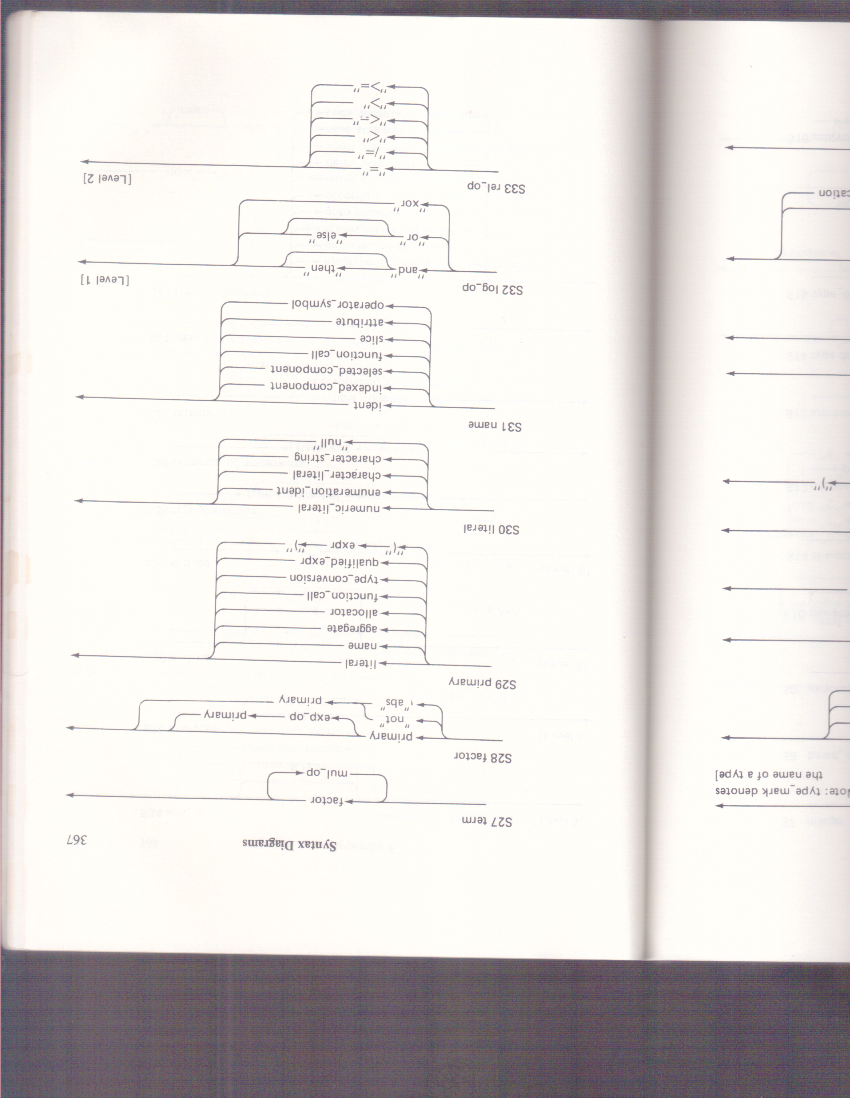 Note: type_mark denotes
the name of a type]
")"
cation
Syntax Diagrams 367
S27 term
factor
mul_op
S28 factor
primary
exp_op primary
"not"
"abs" primary
S29 primary
literal
name
aggregate
allocator
function_call
type_conversion
qualified_expr
"(" expr ")"
S30 literal
numeric_literal
enumeration_ident
character_literal
character_string
"null"
S31 name
ident
indexed_component
selected_component
function_call
slice
attribute
operator_symbol
S32 log_op [Level 1]
"and" "then"
"or" "else"
"xor"
S33 rel_op [Level 2]
"="
"/="
"<"
"<="
">"
">="